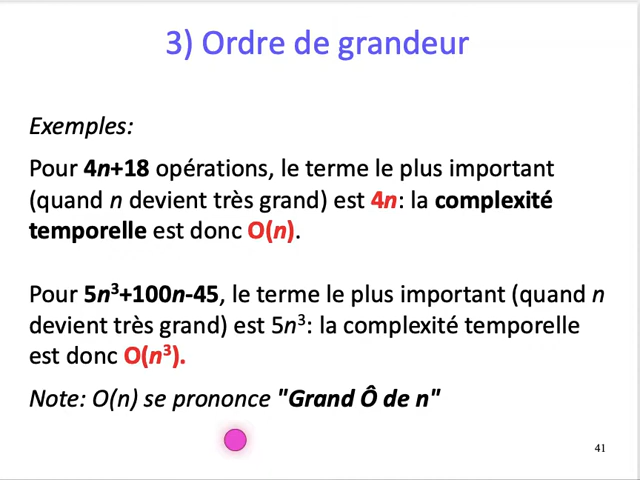 3) Ordre de grandeur
Exemples:
Pour 4n+18 opérations, le terme le plus important
(quand n devient très grand) est 4n: la complexité
temporelle est donc O(n).
Pour 5n³+100n-45, le terme le plus important (quand n
devient très grand) est 5n³: la complexité temporelle
est donc O(n³).
Note: O(n) se prononce "Grand Ô de n"
41